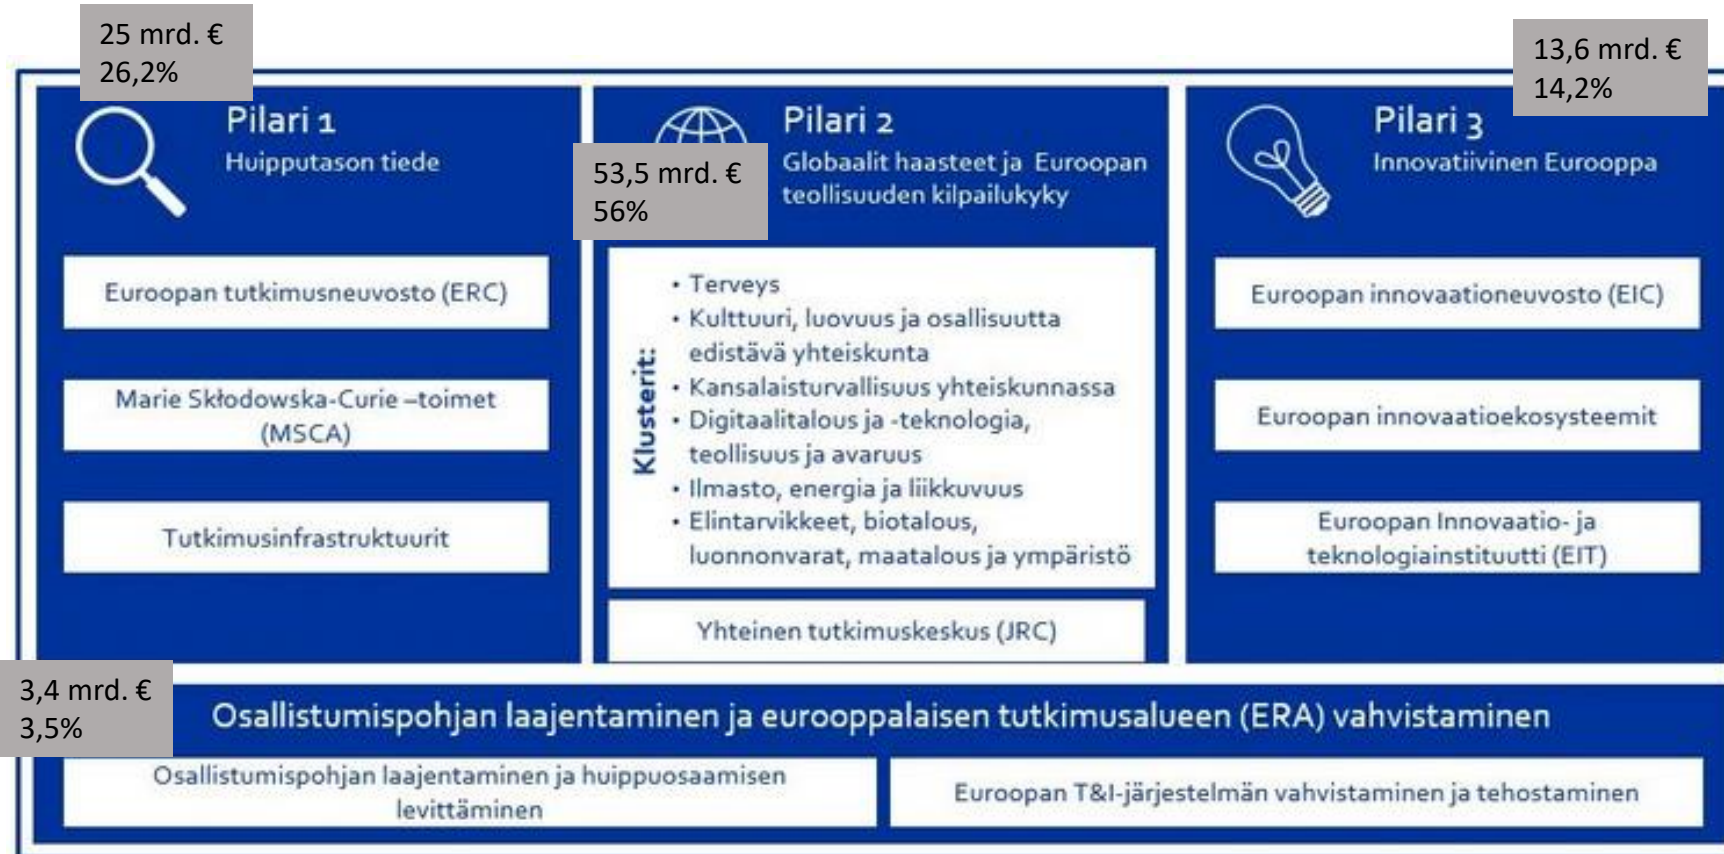 25 mrd. €
26,2%
13,6 mrd. €
14,2%
Pilari 1
Huipputason tiede
Euroopan tutkimusneuvosto (ERC)
Marie Skłodowska-Curie –toimet
(MSCA)
Tutkimusinfrastruktuurit
53,5 mrd. €
56%
Pilari 2
Globaalit haasteet ja Euroopan
teollisuuden kilpailukyky
Klusterit:
• Terveys
• Kulttuuri, luovuus ja osallisuutta
edistävä yhteiskunta
• Kansalaisturvallisuus yhteiskunnassa
• Digitaalitalous ja -teknologia,
teollisuus ja avaruus
• Ilmasto, energia ja liikkuvuus
• Elintarvikkeet, biotalous,
luonnonvarat, maatalous ja ympäristö
Yhteinen tutkimuskeskus (JRC)
Pilari 3
Innovatiivinen Eurooppa
Euroopan innovaationeuvosto (EIC)
Euroopan innovaatioekosysteemit
Euroopan Innovaatio- ja
teknologiainstituutti (EIT)
3,4 mrd. €
3,5%
Osallistumispohjan laajentaminen ja eurooppalaisen tutkimusalueen (ERA) vahvistaminen
Osallistumispohjan laajentaminen ja huippuosaamisen
levittäminen
Euroopan T&I-järjestelmän vahvistaminen ja tehostaminen